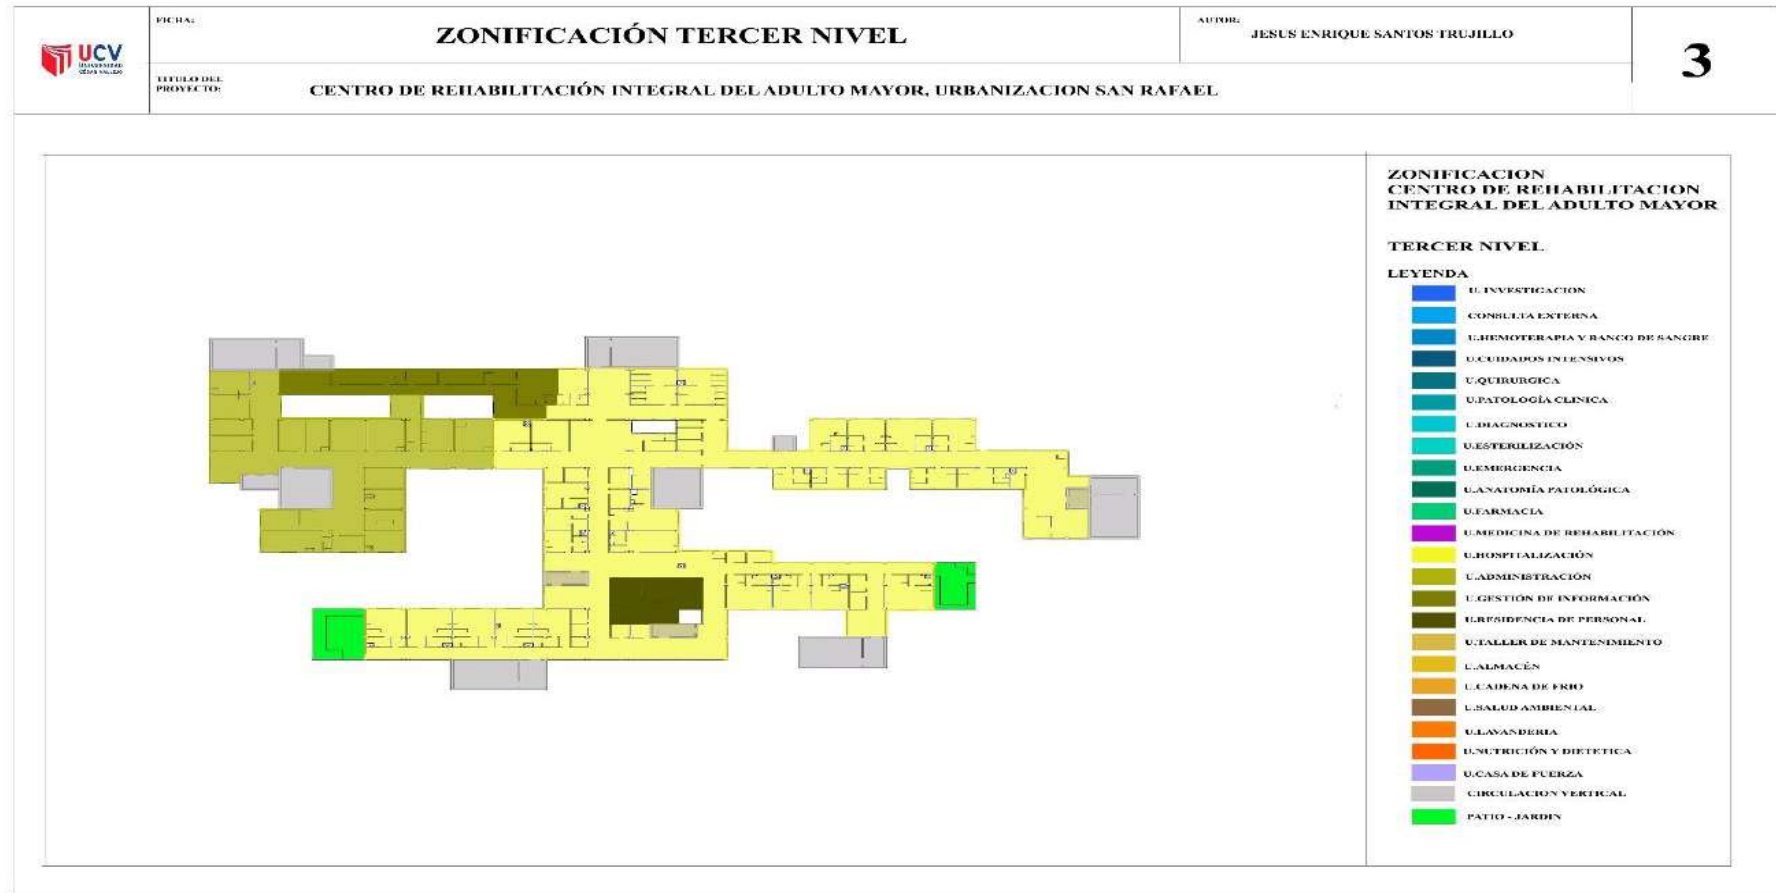 UCV
UNIVERSIDAD
CÉSAR VALLEJO
FICHA:
ZONIFICACIÓN TERCER NIVEL
AUTOR:
JESUS ENRIQUE SANTOS TRUJILLO
3
TITULO DEL
PROYECTO:
CENTRO DE REHABILITACIÓN INTEGRAL DEL ADULTO MAYOR, URBANIZACION SAN RAFAEL
ZONIFICACION
CENTRO DE REHABILITACION
INTEGRAL DEL ADULTO MAYOR
TERCER NIVEL
LEYENDA
U. INVESTIGACION
CONSULTA EXTERNA
U.HEMOTERAPIA Y BANCO DE SANGRE
U.CUIDADOS INTENSIVOS
U.QUIRURGICA
U.PATOLOGÍA CLINICA
U.DIAGNOSTICO
U.ESTERILIZACIÓN
U.EMERGENCIA
U.ANATOMÍA PATOLÓGICA
U.FARMACIA
U.MEDICINA DE REHABILITACIÓN
U.HOSPITALIZACIÓN
U.ADMINISTRACIÓN
U.GESTIÓN DE INFORMACIÓN
U.RESIDENCIA DE PERSONAL
U.TALLER DE MANTENIMIENTO
U.ALMACÉN
U.CADENA DE FRIO
U.SALUD AMBIENTAL
U.LAVANDERIA
U.NUTRICIÓN Y DIETETICA
U.CASA DE FUERZA
CIRCULACION VERTICAL
PATIO - JARDIN